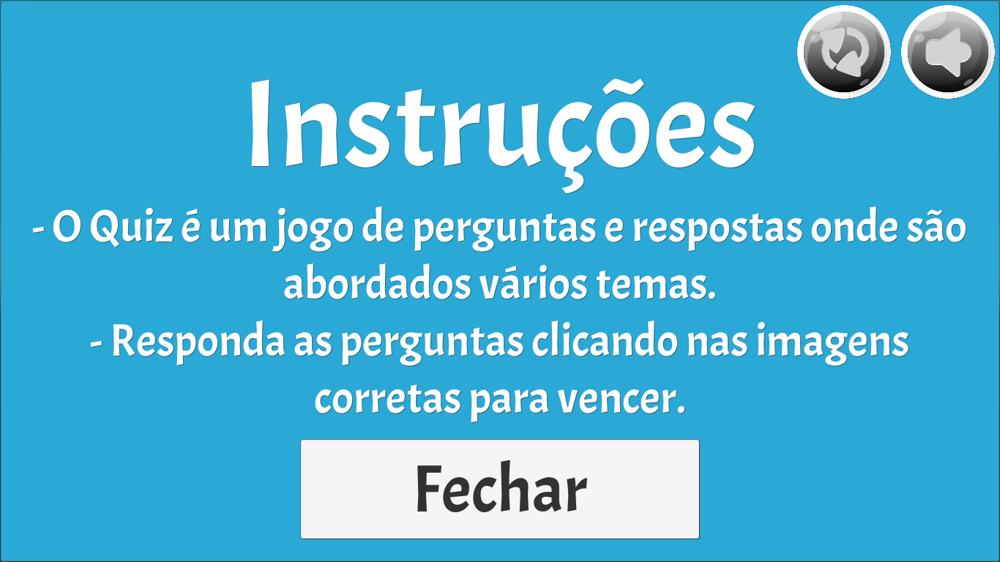 Instruções
- O Quiz é um jogo de perguntas e respostas onde são
abordados vários temas.
- Responda as perguntas clicando nas imagens
corretas para vencer.
Fechar